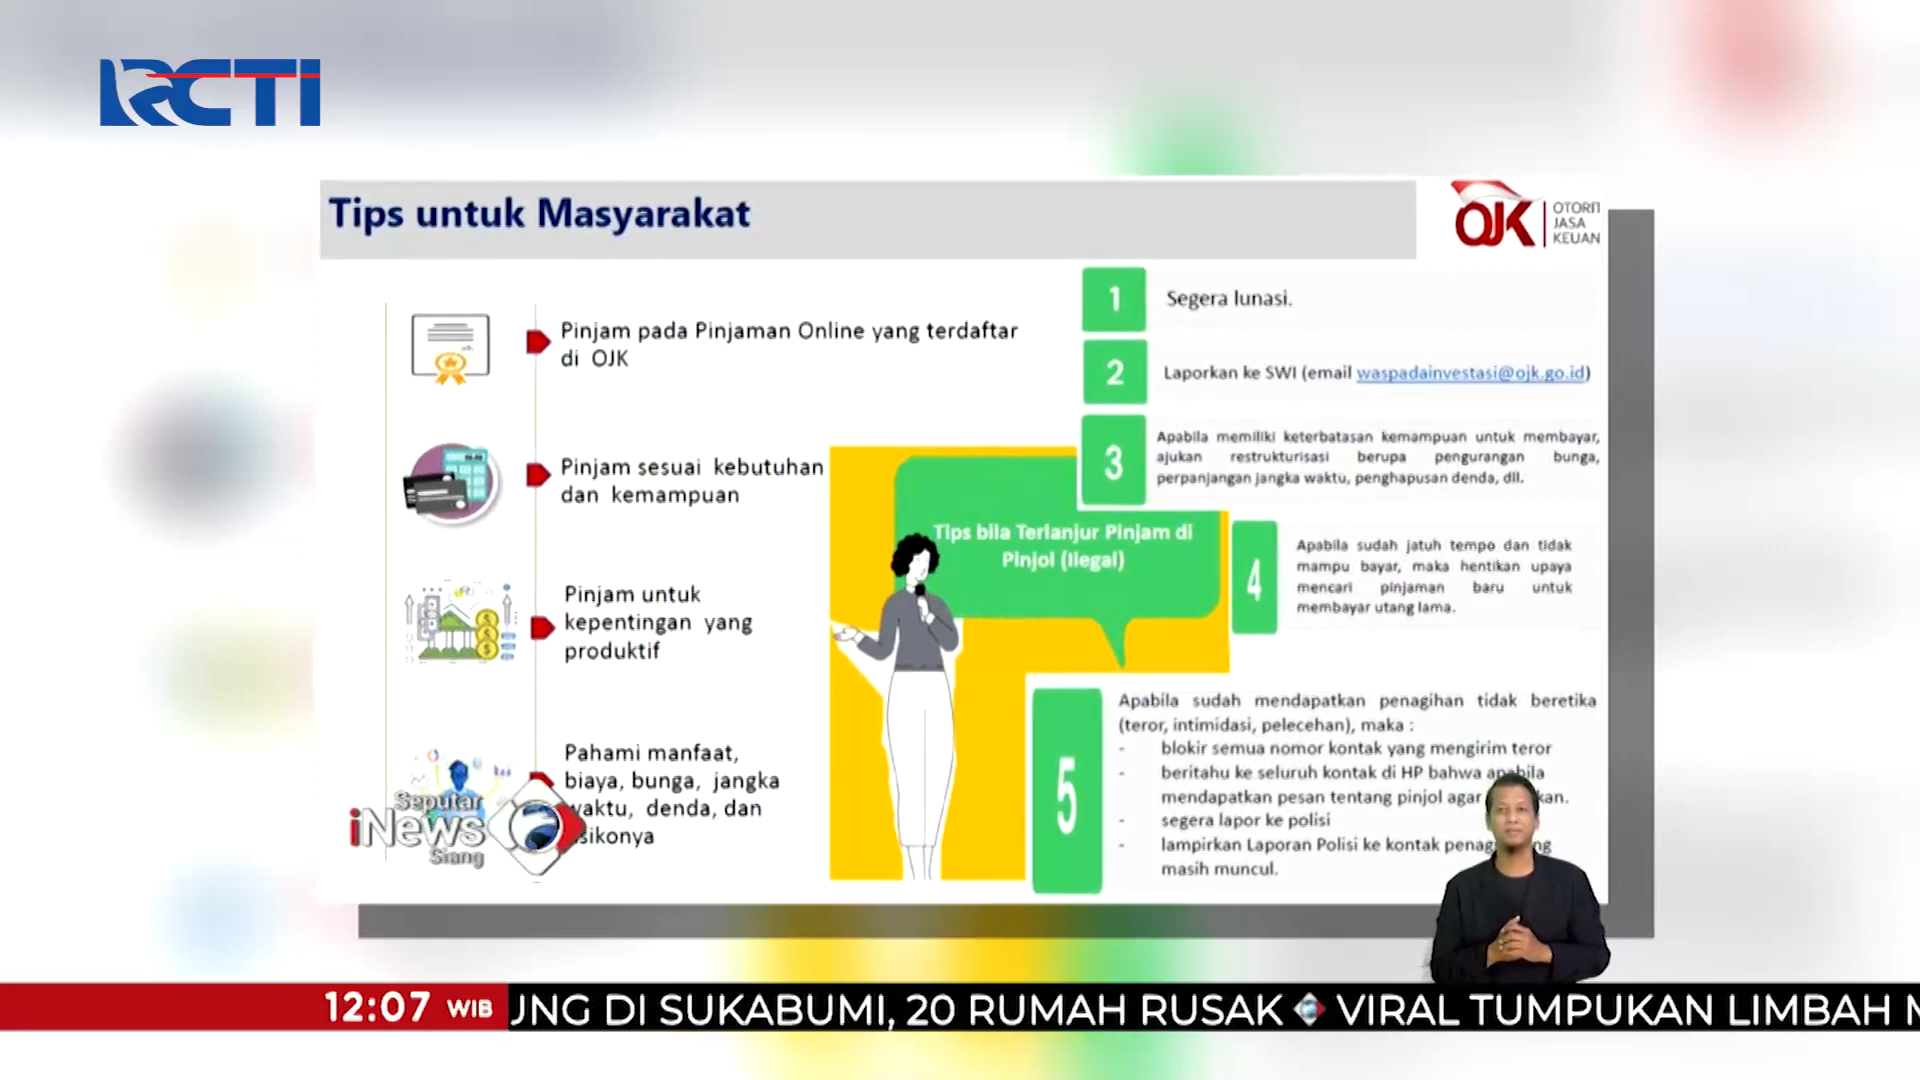 RCTI
Tips untuk Masyarakat
OJK
OTORIT
JASA
KEUAN
Pinjam pada Pinjaman Online yang terdaftar
di OJK
Pinjam sesuai kebutuhan
dan kemampuan
Pinjam untuk
kepentingan yang
produktif
Pahami manfaat,
biaya, bunga, jangka
waktu, denda, dan
sikonya
Tips bila Terlanjur Pinjam di
Pinjol (Ilegal)
1
Segera lunasi.
2
Laporkan ke SWI (email waspadainvestasi@ojk.go.id)
3
Apabila memiliki keterbatasan kemampuan untuk membayar,
ajukan restrukturisasi berupa pengurangan bunga,
perpanjangan jangka waktu, penghapusan denda, dll.
4
Apabila sudah jatuh tempo dan tidak
mampu bayar, maka hentikan upaya
mencari pinjaman baru untuk
membayar utang lama.
5
Apabila sudah mendapatkan penagihan tidak beretika
(teror, intimidasi, pelecehan), maka :
- blokir semua nomor kontak yang mengirim teror
- beritahu ke seluruh kontak di HP bahwa apabila
mendapatkan pesan tentang pinjol agar kan.
- segera lapor ke polisi
- lampirkan Laporan Polisi ke kontak penag ng
masih muncul.
Seputar
iNews
Siang
12:07 WIB
JNG DI SUKABUMI, 20 RUMAH RUSAK VIRAL TUMPUKAN LIMBAH M